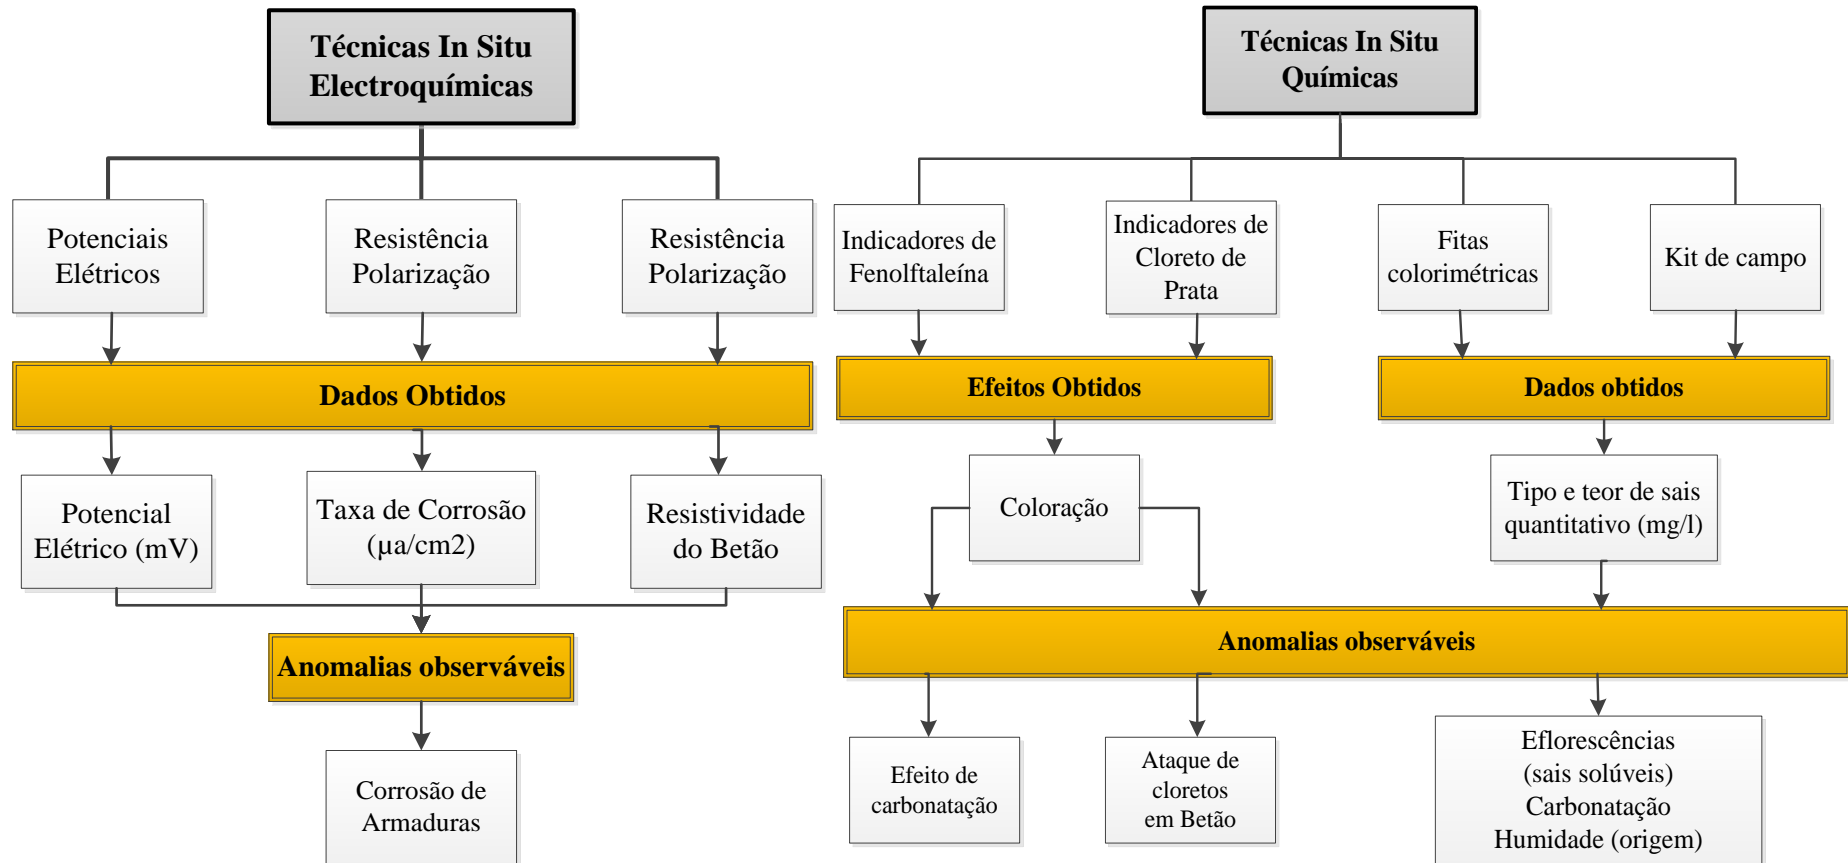 Técnicas In Situ
Electroquímicas
Potenciais
Elétricos
Resistência
Polarização
Resistência
Polarização
Dados Obtidos
Potencial
Elétrico (mV)
Taxa de Corrosão
(µa/cm2)
Resistividade
do Betão
Anomalias observáveis
Corrosão de
Armaduras
Técnicas In Situ
Químicas
Indicadores de
Fenolftaleína
Indicadores de
Cloreto de
Prata
Fitas
colorimétricas
Kit de campo
Efeitos Obtidos
Dados obtidos
Coloração
Tipo e teor de sais
quantitativo (mg/l)
Anomalias observáveis
Efeito de
carbonatação
Ataque de
cloretos
em Betão
Eflorescências
(sais solúveis)
Carbonatação
Humidade (origem)